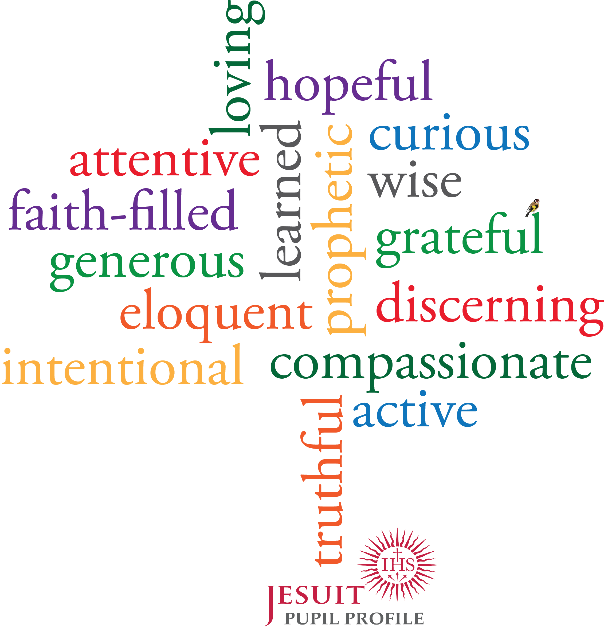 loving
hopeful
learned
prophetic
curious
attentive
wise
faith-filled
grateful
generous
discerning
eloquent
compassionate
intentional
active
truthful
IHS
JESUIT
PUPIL PROFILE